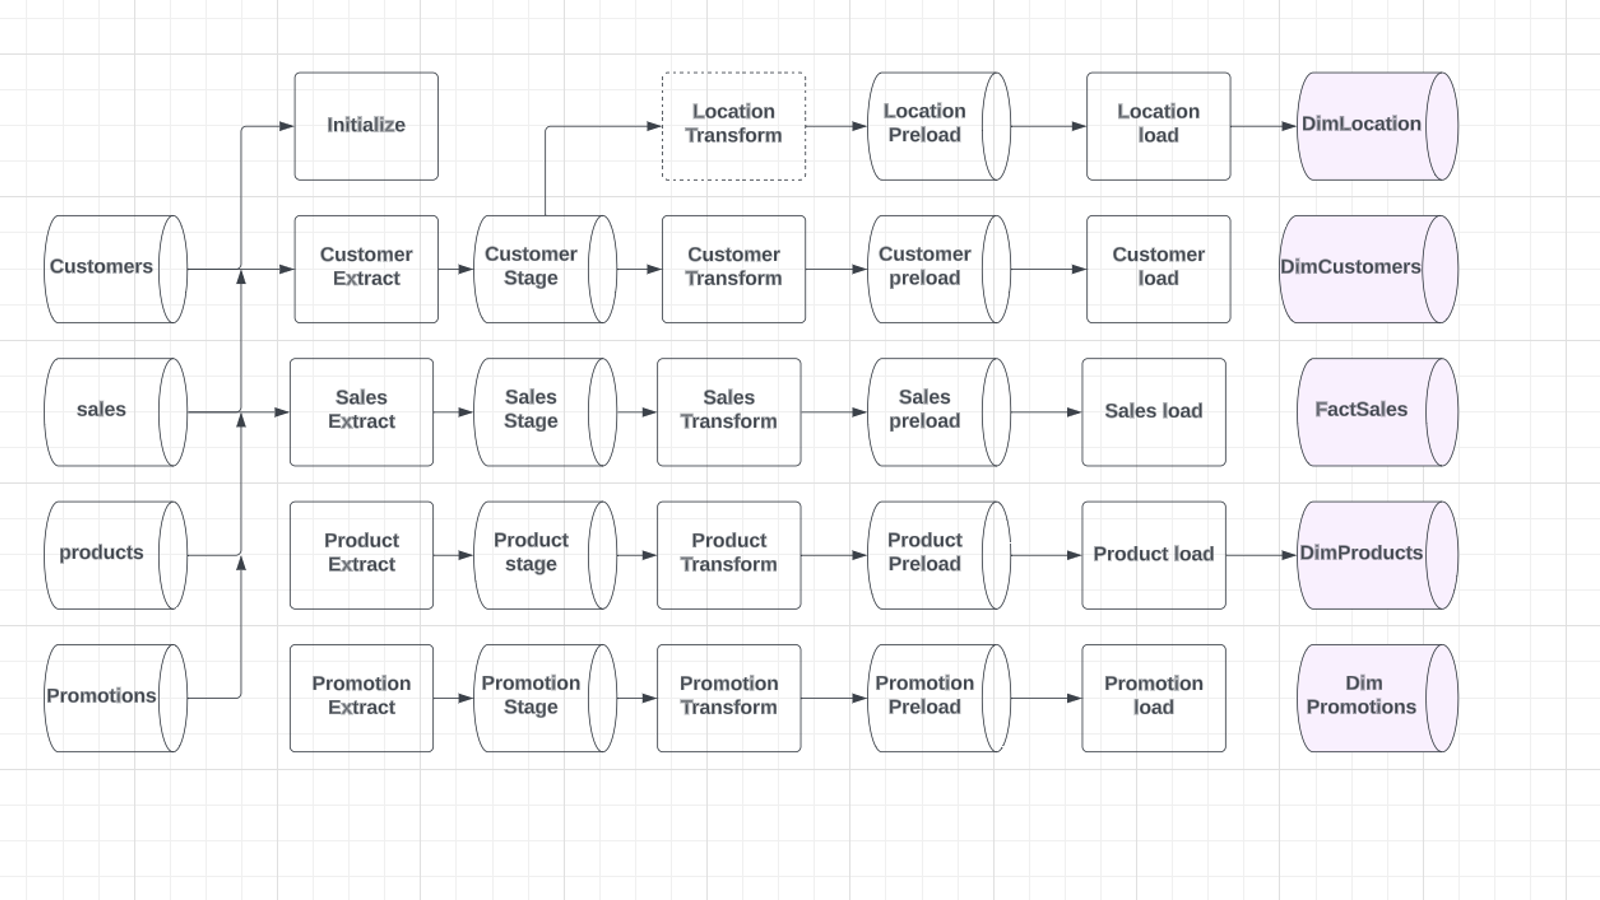 Initialize
Location
Transform
Location
Preload
Location
load
DimLocation
Customers
Customer
Extract
Customer
Stage
Customer
Transform
Customer
preload
Customer
load
DimCustomers
sales
Sales
Extract
Sales
Stage
Sales
Transform
Sales
preload
Sales load
FactSales
products
Product
Extract
Product
stage
Product
Transform
Product
Preload
Product load
DimProducts
Promotions
Promotion
Extract
Promotion
Stage
Promotion
Transform
Promotion
Preload
Promotion
load
Dim
Promotions